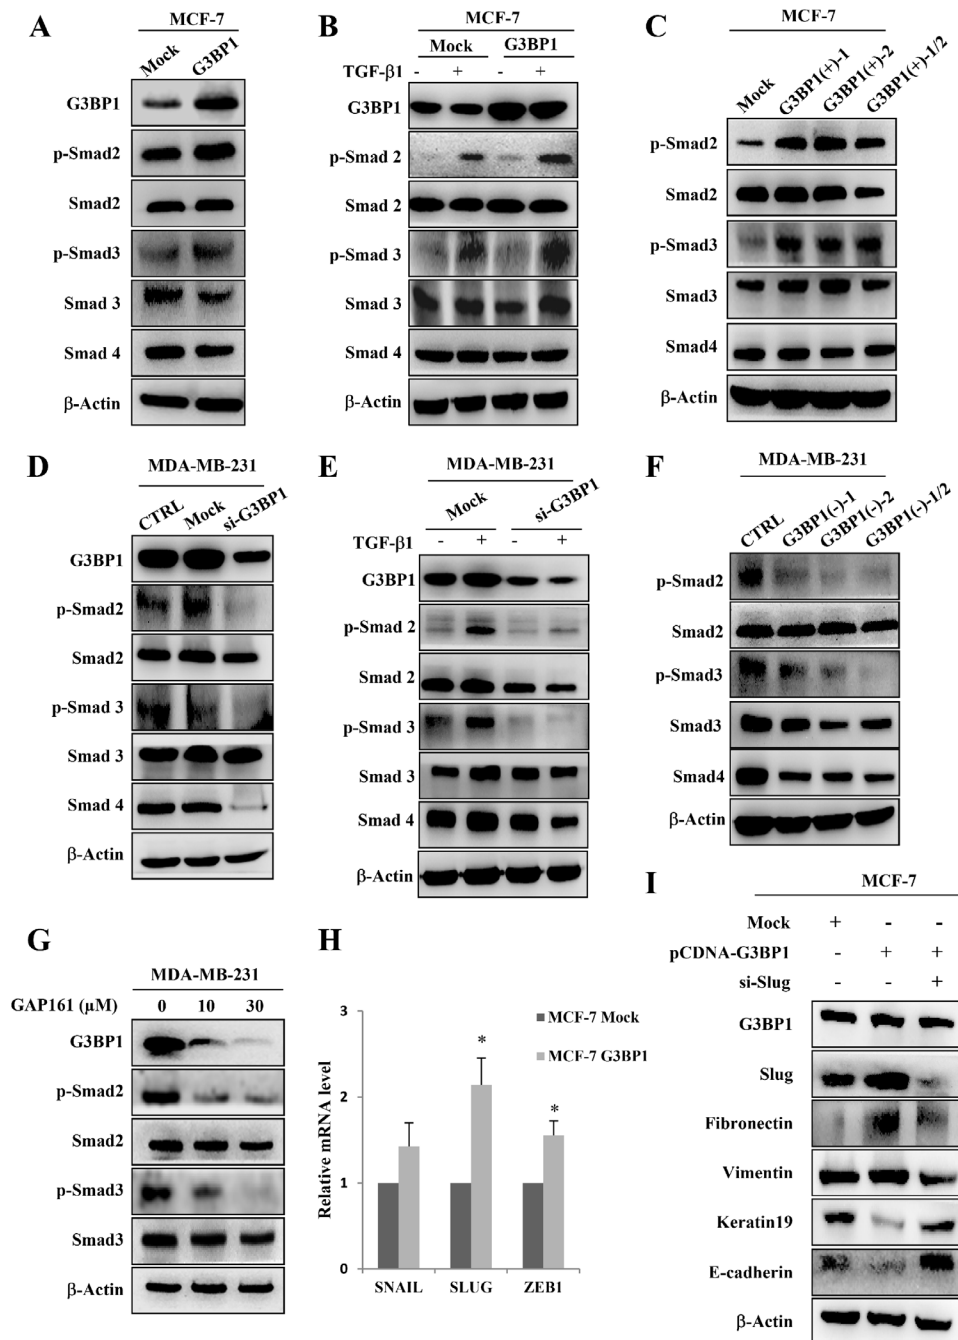 A
MCF-7
Mock G3BP1
G3BP1
p-Smad2
Smad2
p-Smad3
Smad 3
Smad 4
β-Actin
B
MCF-7
Mock G3BP1
TGF-β1 - + - +
G3BP1
p-Smad 2
Smad 2
p-Smad 3
Smad 3
Smad 4
β-Actin
C
MCF-7
Mock G3BP1(+)-1 G3BP1(+)-2 G3BP1(+)-1/2
p-Smad2
Smad2
p-Smad3
Smad3
Smad4
β-Actin
D
MDA-MB-231
CTRL Mock si-G3BP1
G3BP1
p-Smad2
Smad2
p-Smad 3
Smad 3
Smad 4
β-Actin
E
MDA-MB-231
Mock si-G3BP1
TGF-β1 - + - +
G3BP1
p-Smad 2
Smad 2
p-Smad 3
Smad 3
Smad 4
β-Actin
F
MDA-MB-231
CTRL G3BP1(-)-1 G3BP1(-)-2 G3BP1(-)-1/2
p-Smad2
Smad2
p-Smad3
Smad3
Smad4
β-Actin
G
MDA-MB-231
GAP161 (μM) 0 10 30
G3BP1
p-Smad2
Smad2
p-Smad3
Smad3
β-Actin
H
Relative mRNA level
3
2
1
0
MCF-7 Mock
MCF-7 G3BP1
*
*
SNAIL SLUG ZEB1
I
MCF-7
Mock + - -
pCDNA-G3BP1 - + +
si-Slug - - +
G3BP1
Slug
Fibronectin
Vimentin
Keratin19
E-cadherin
β-Actin